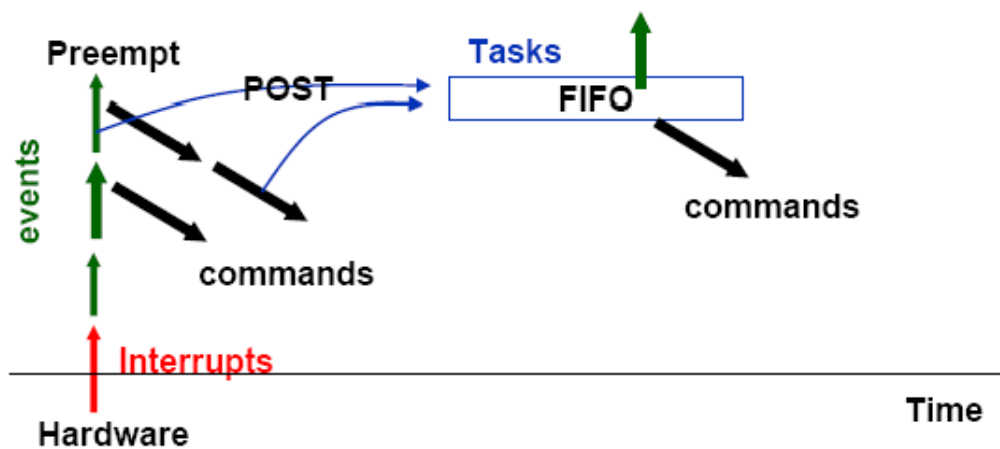 Preempt
Tasks
POST
FIFO
events
commands
commands
Interrupts
Time
Hardware